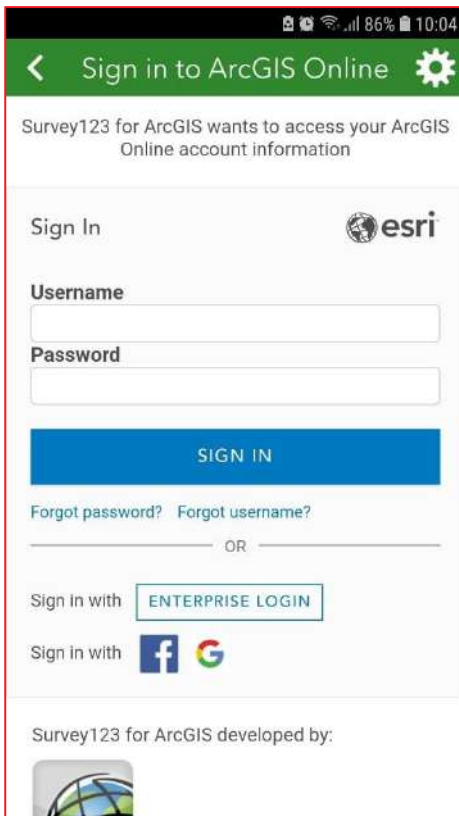 86% 10:04
Sign in to ArcGIS Online
Survey123 for ArcGIS wants to access your ArcGIS
Online account information
Sign In
esri
Username
Password
SIGN IN
Forgot password? Forgot username?
OR
Sign in with ENTERPRISE LOGIN
Sign in with f G
Survey123 for ArcGIS developed by: